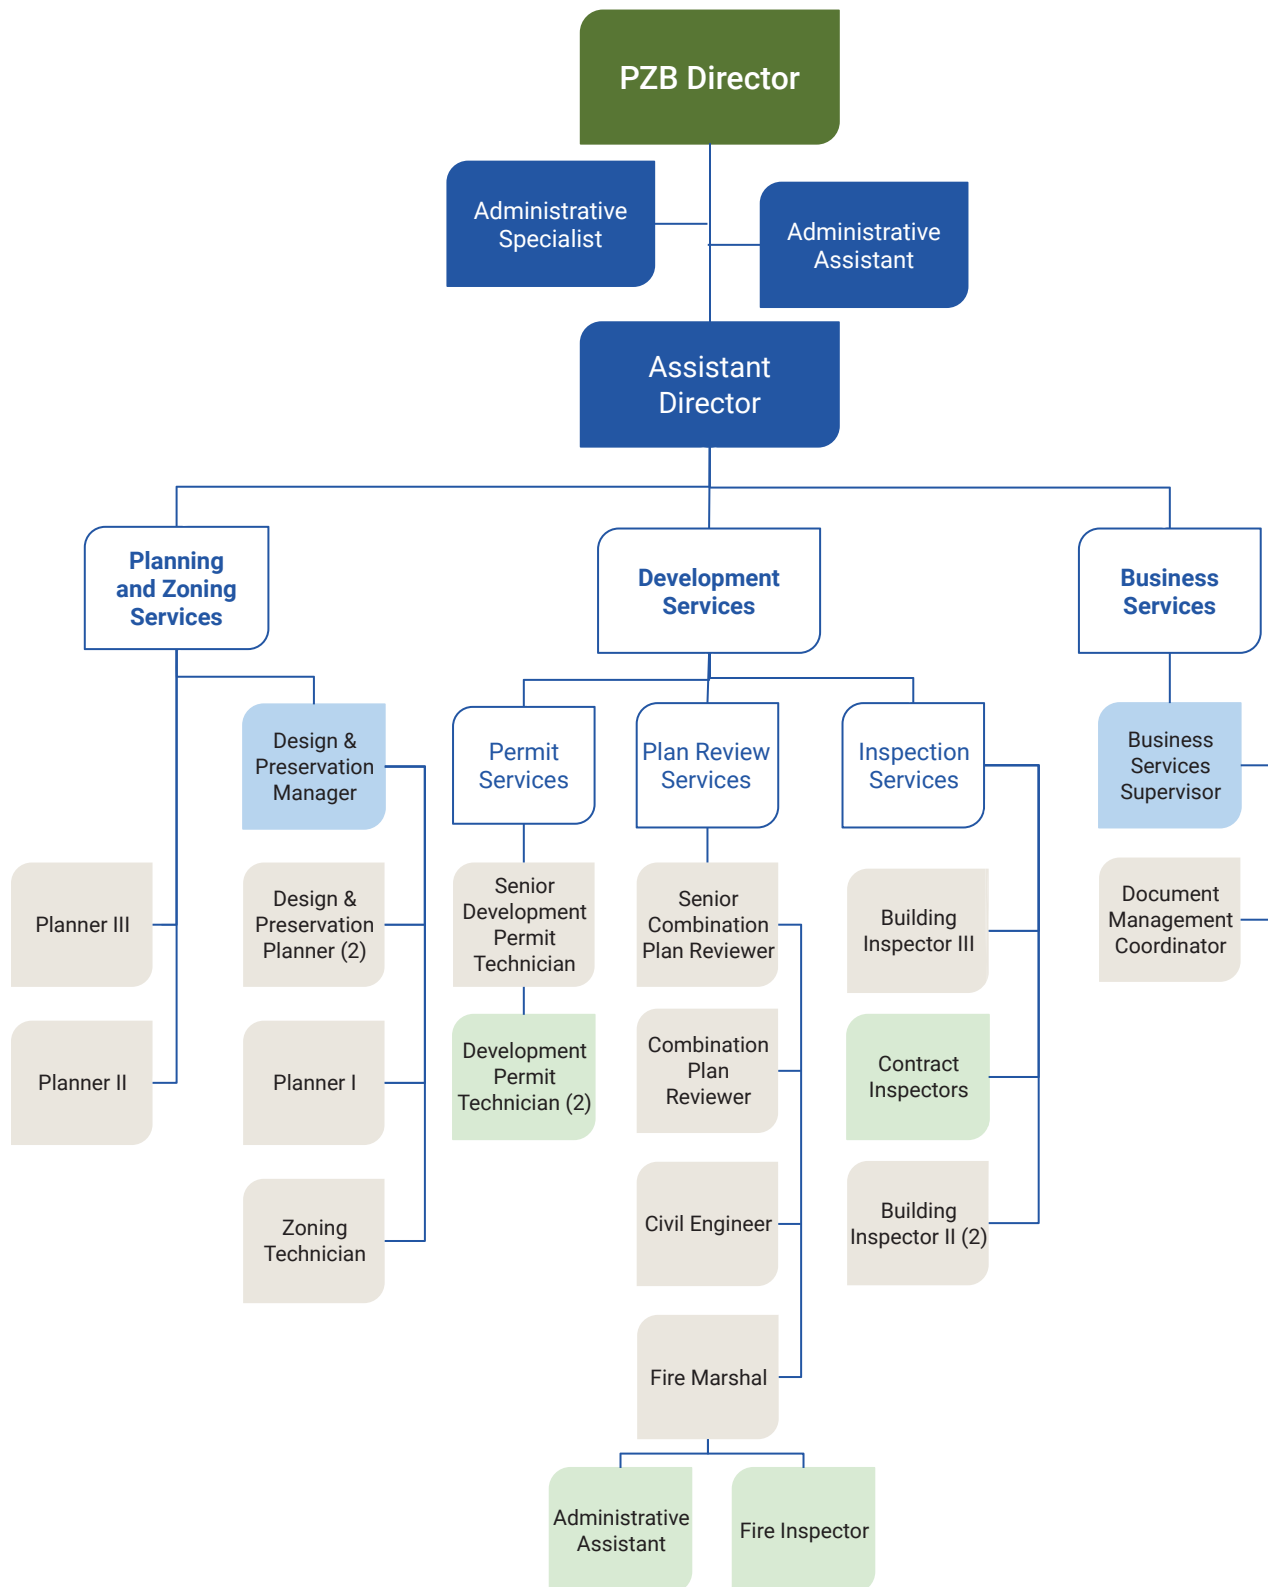 PZB Director
Administrative
Specialist
Administrative
Assistant
Assistant
Director
Planning
and Zoning
Services
Development
Services
Business
Services
Design &
Preservation
Manager
Permit
Services
Plan Review
Services
Inspection
Services
Business
Services
Supervisor
Planner III
Design &
Preservation
Planner (2)
Senior
Development
Permit
Technician
Senior
Combination
Plan Reviewer
Building
Inspector III
Document
Management
Coordinator
Planner II
Planner I
Development
Permit
Technician (2)
Combination
Plan
Reviewer
Contract
Inspectors
Zoning
Technician
Civil Engineer
Building
Inspector II (2)
Fire Marshal
Administrative
Assistant
Fire Inspector